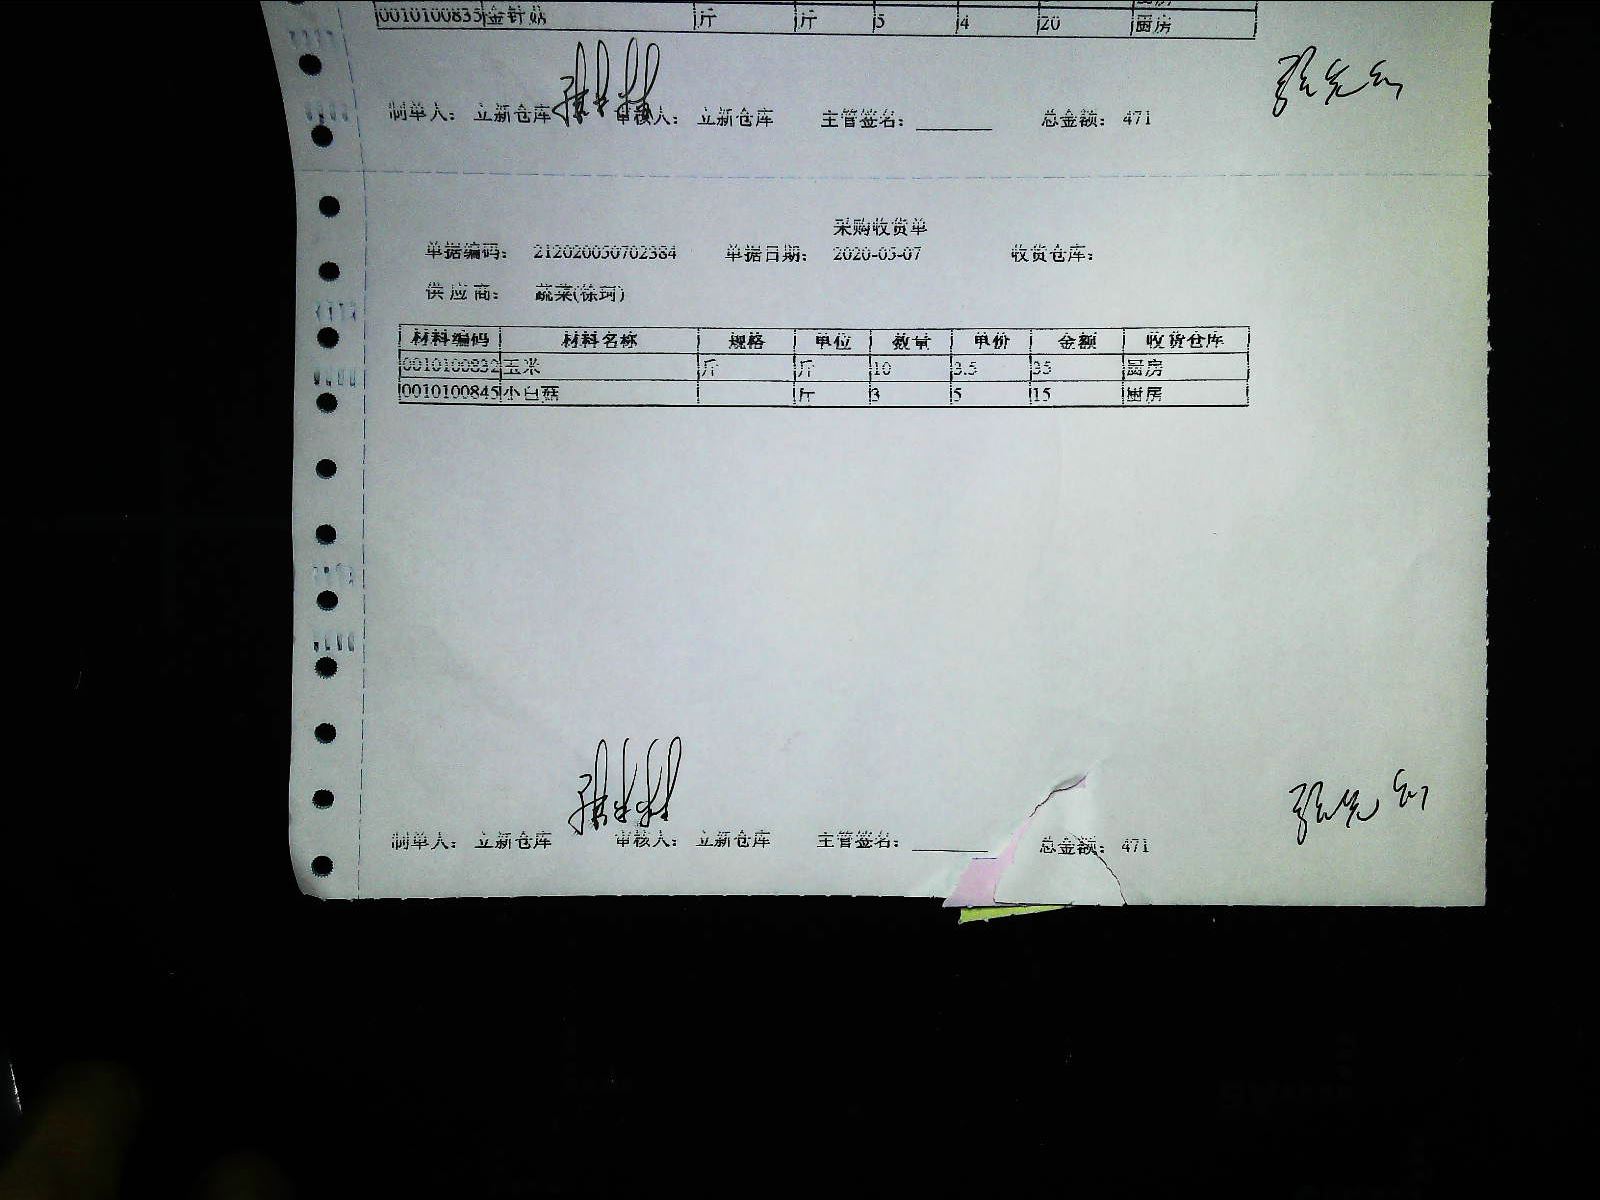 0010100835 金针菇 斤 斤 5 4 20 厨房
制单人: 立新仓库 审核人: 立新仓库 主管签名: 总金额: 471
采购收货单
单据编码: 212020050702384 单据日期: 2020-05-07 收货仓库:
供应商: 蔬菜(徐珂)
材料编码 材料名称 规格 单位 数量 单价 金额 收货仓库
0010100832 玉米 斤 斤 10 3.5 35 厨房
0010100845 小白菇 斤 3 5 15 厨房
制单人: 立新仓库 审核人: 立新仓库 主管签名: 总金额: 471